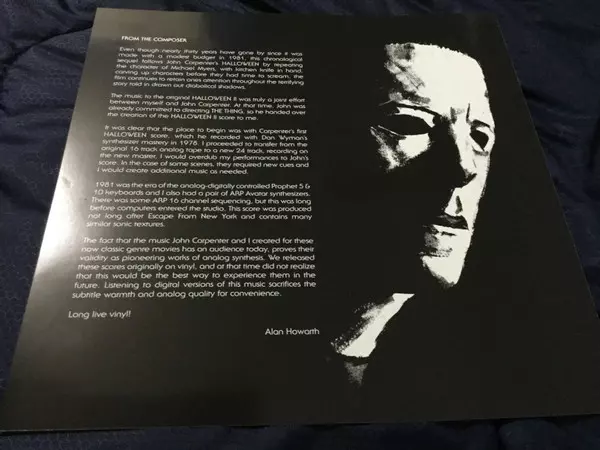 FROM THE COMPOSER
Even though nearly thirty years have gone by since it was
made with a modest budget in 1981, this chronological
sequel follows John Carpenter's HALLOWEEN by repeating
the character of Michael Myers, with kitchen knife in hand,
carving up characters before they had time to scream, the
film continues to retain ones attention throughout the terrifying
story told in drawn out diabolical shadows.
The music to the original HALLOWEEN II was truly a joint effort
between myself and John Carpenter. At that time, John was
already committed to directing THE THING, so he handed over
the creation of the HALLOWEEN II score to me.
It was clear that the place to begin was with Carpenter's first
HALLOWEEN score, which he recorded with Dan Wyman's
synthesizer mastery in 1978. I proceeded to transfer from the
original 16 track analog tape to a new 24 track, recording on
the new master, I would overdub my performances to John's
score. In the case of some scenes, they required new cues and
I would create additional music as needed.
1981 was the era of the analog-digitally controlled Prophet 5 &
10 keyboards and I also had a pair of ARP Avatar synthesizers.
There was some ARP 16 channel sequencing, but this was long
before computers entered the studio. This score was produced
not long after Escape From New York and contains many
similar sonic textures.
The fact that the music John Carpenter and I created for these
now classic genre movies has an audience today, proves their
validity as pioneering works of analog synthesis. We released
these scores originally on vinyl, and at that time did not realize
that this would be the best way to experience them in the
future. Listening to digital versions of this music sacrifices the
subtitle warmth and analog quality for convenience.
Long live vinyl!
Alan Howarth